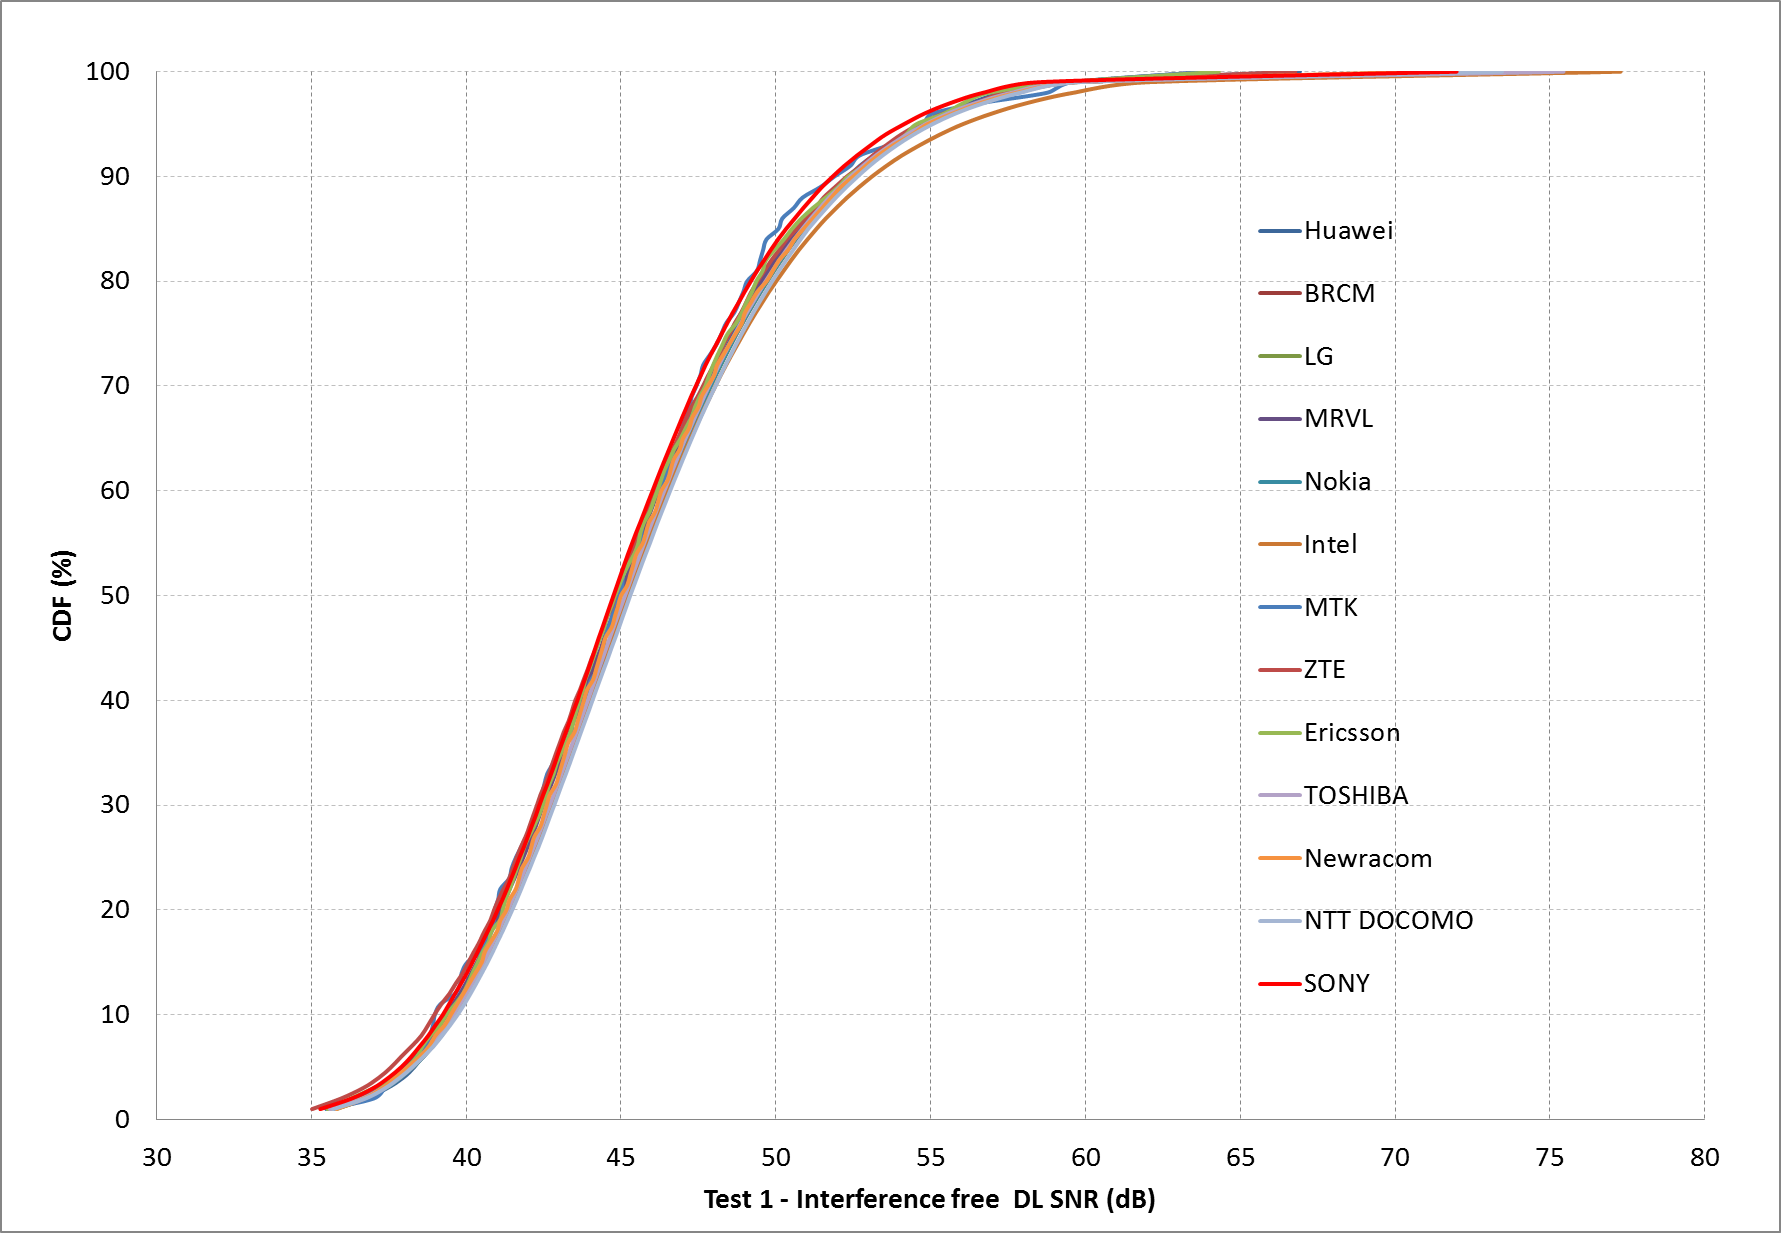 100
90
80
70
60
50
40
30
20
10
0
CDF (%)
30 35 40 45 50 55 60 65 70 75 80
Test 1 - Interference free  DL SNR (dB)
Huawei
BRCM
LG
MRVL
Nokia
Intel
MTK
ZTE
Ericsson
TOSHIBA
Newracom
NTT DOCOMO
SONY